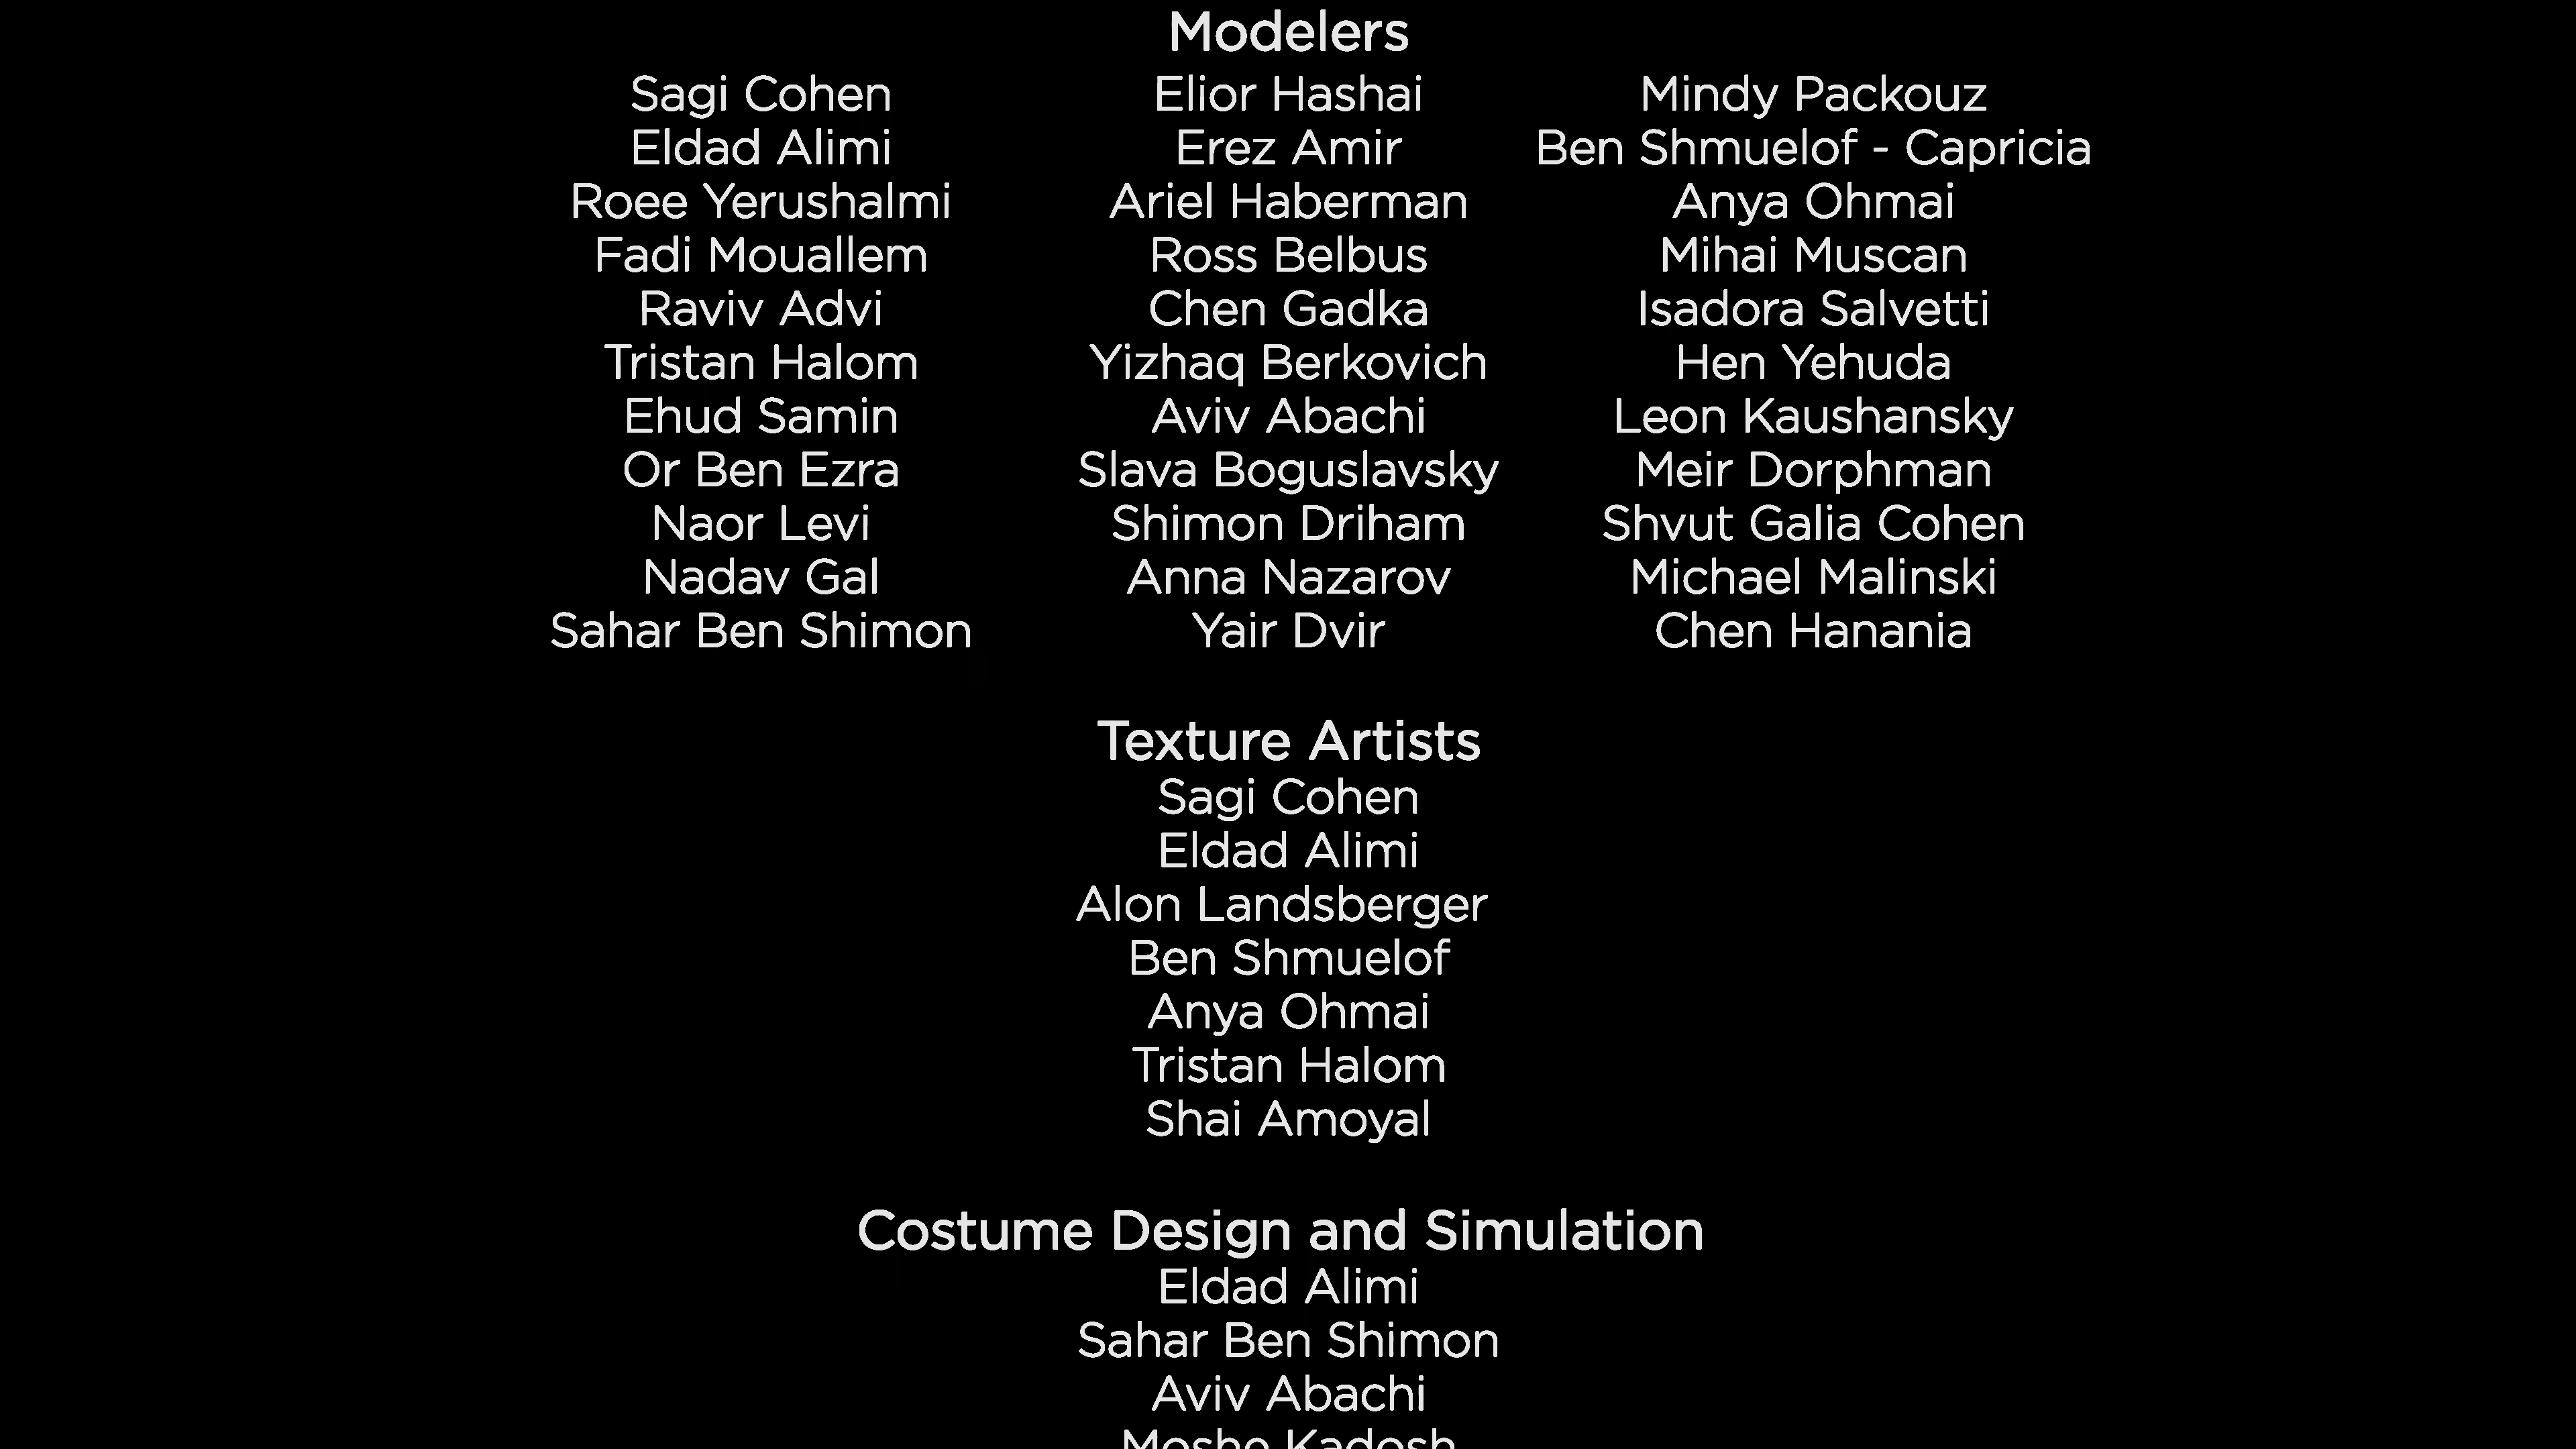 Modelers
Sagi Cohen Elior Hashai Mindy Packouz
Eldad Alimi Erez Amir Ben Shmuelof - Capricia
Roee Yerushalmi Ariel Haberman Anya Ohmai
Fadi Mouallem Ross Belbus Mihai Muscan
Raviv Advi Chen Gadka Isadora Salvetti
Tristan Halom Yizhaq Berkovich Hen Yehuda
Ehud Samin Aviv Abachi Leon Kaushansky
Or Ben Ezra Slava Boguslavsky Meir Dorphman
Naor Levi Shimon Driham Shvut Galia Cohen
Nadav Gal Anna Nazarov Michael Malinski
Sahar Ben Shimon Yair Dvir Chen Hanania
Texture Artists
Sagi Cohen
Eldad Alimi
Alon Landsberger
Ben Shmuelof
Anya Ohmai
Tristan Halom
Shai Amoyal
Costume Design and Simulation
Eldad Alimi
Sahar Ben Shimon
Aviv Abachi
Moshe Kadosh